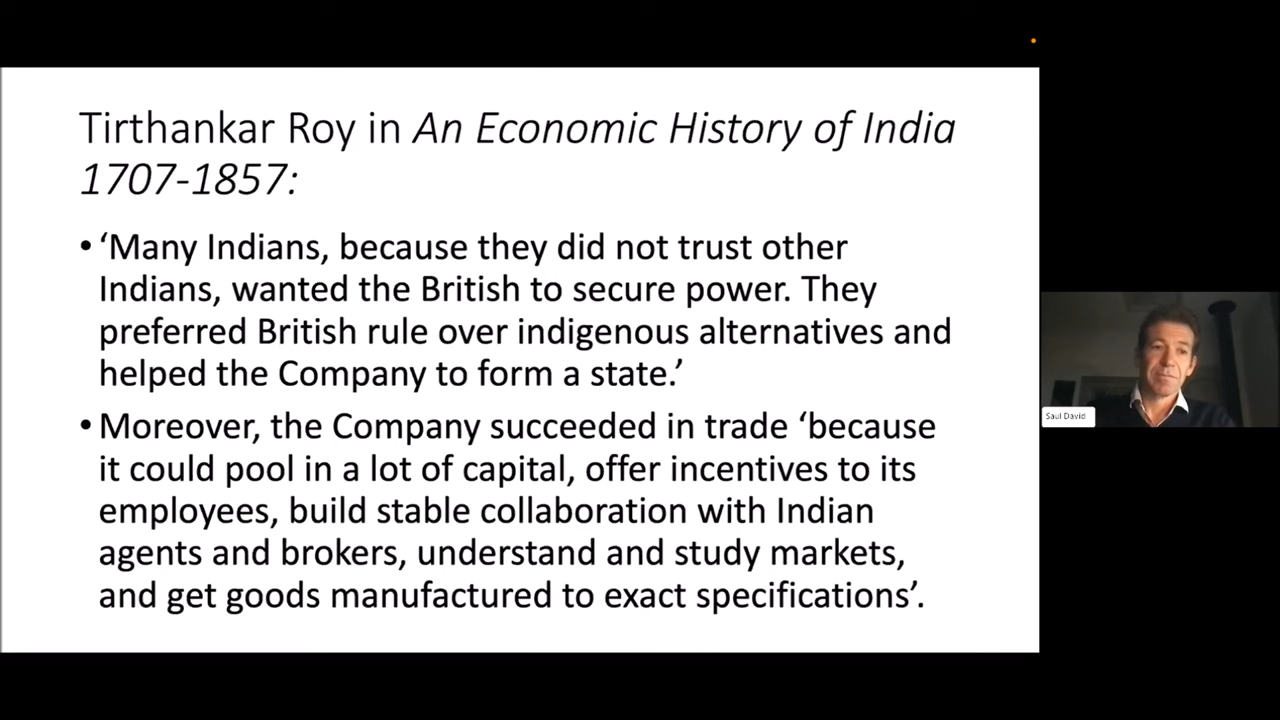 Tirthankar Roy in An Economic History of India
1707-1857:
• ‘Many Indians, because they did not trust other
Indians, wanted the British to secure power. They
preferred British rule over indigenous alternatives and
helped the Company to form a state.’
• Moreover, the Company succeeded in trade ‘because
it could pool in a lot of capital, offer incentives to its
employees, build stable collaboration with Indian
agents and brokers, understand and study markets,
and get goods manufactured to exact specifications’.
Saul David